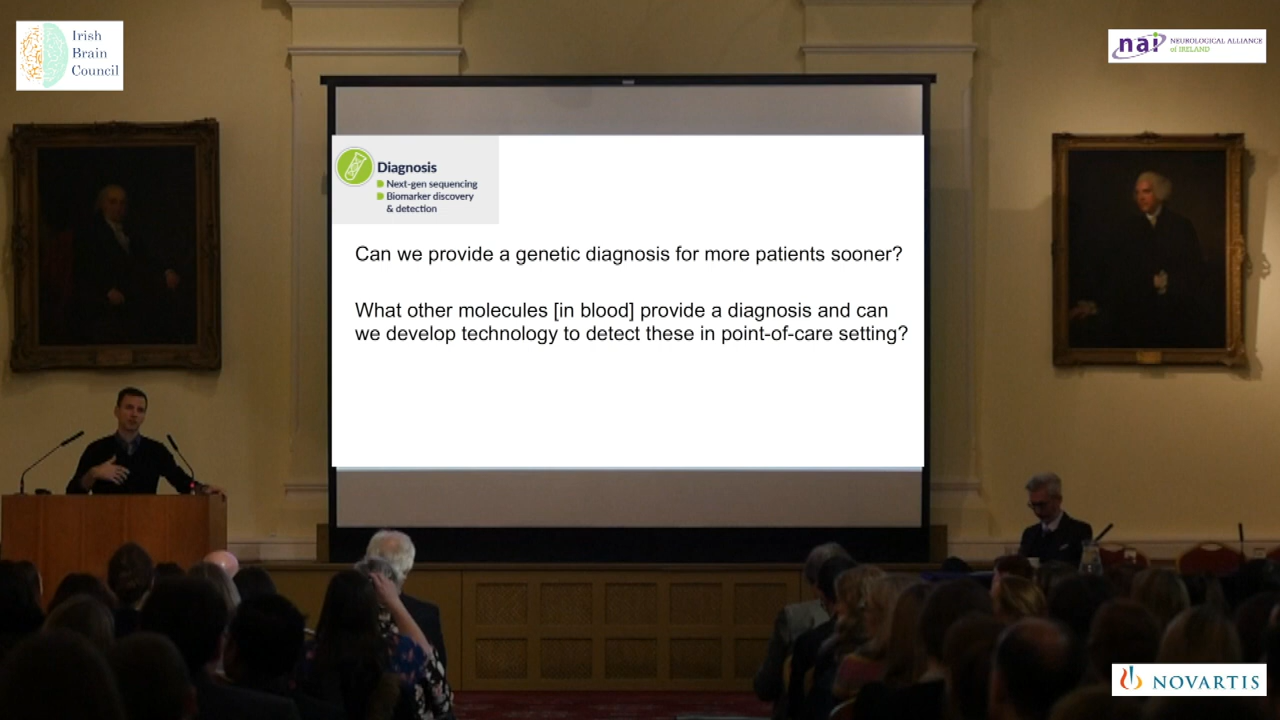 Irish
Brain
Council
nai NEUROLOGICAL ALLIANCE
of IRELAND
Diagnosis
Next-gen sequencing
Biomarker discovery
& detection
Can we provide a genetic diagnosis for more patients sooner?
What other molecules [in blood] provide a diagnosis and can
we develop technology to detect these in point-of-care setting?
NOVARTIS